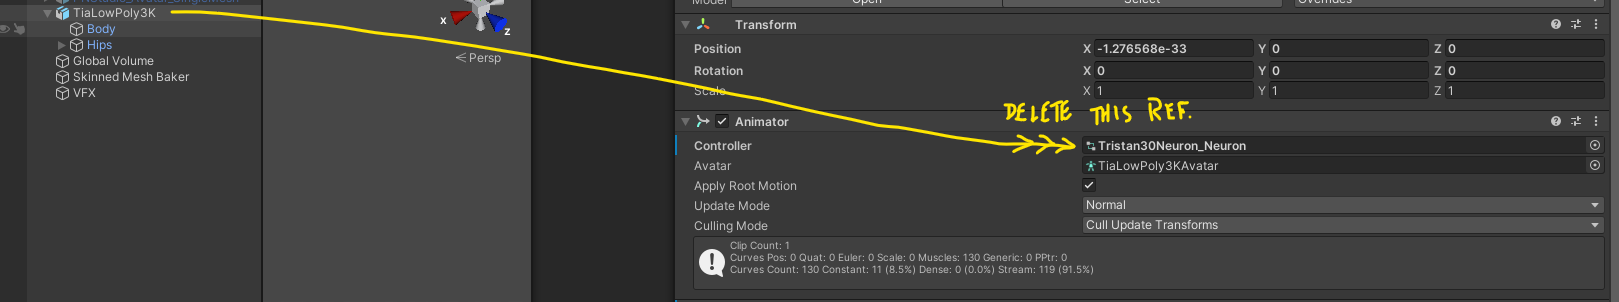 TiaLowPoly3K
Body
Hips
Global Volume
Skinned Mesh Baker
VFX
x
z
Persp
Model
Open
Select
Overrides
Transform
Position X -1.276568e-33 Y 0 Z 0
Rotation X 0 Y 0 Z 0
Scale X 1 Y 1 Z 1
DELETE THIS REF.
Animator
Controller Tristan30Neuron_Neuron
Avatar TiaLowPoly3KAvatar
Apply Root Motion
Update Mode Normal
Culling Mode Cull Update Transforms
Clip Count: 1
Curves Pos: 0 Quat: 0 Euler: 0 Scale: 0 Muscles: 130 Generic: 0 PPtr: 0
Curves Count: 130 Constant: 11 (8.5%) Dense: 0 (0.0%) Stream: 119 (91.5%)